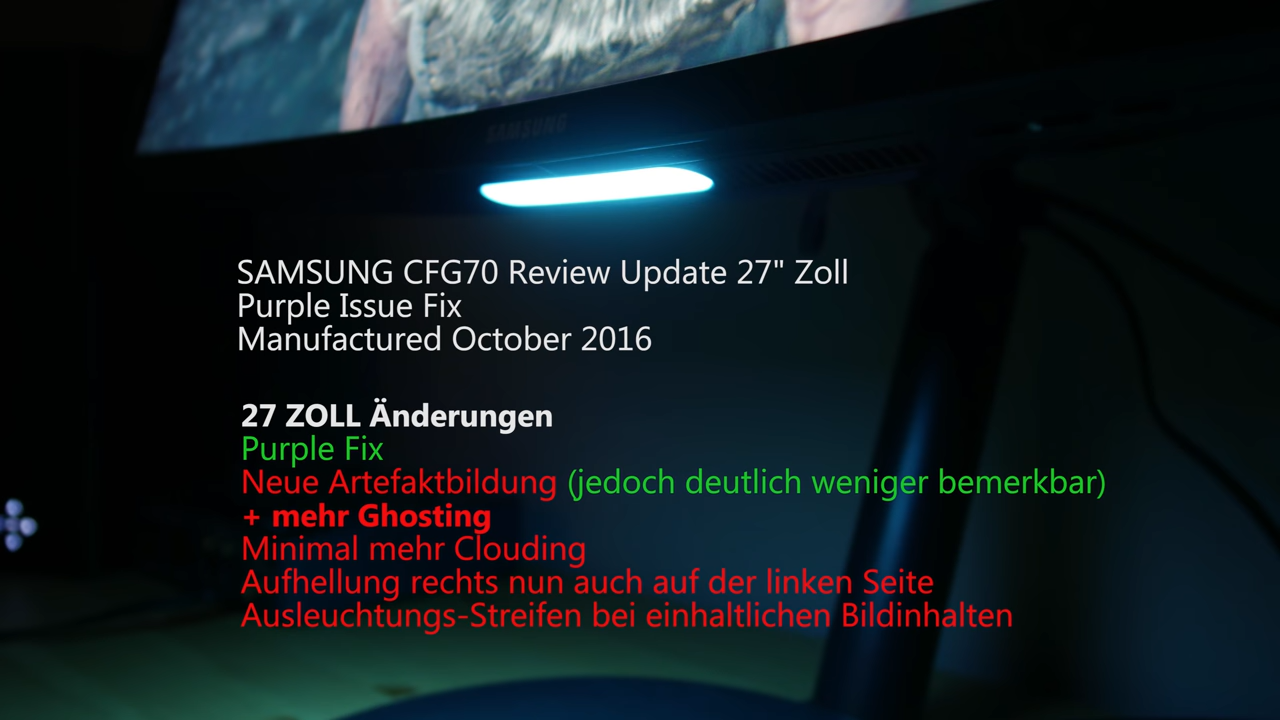 SAMSUNG
SAMSUNG CFG70 Review Update 27" Zoll
Purple Issue Fix
Manufactured October 2016
27 ZOLL Änderungen
Purple Fix
Neue Artefaktbildung (jedoch deutlich weniger bemerkbar)
+ mehr Ghosting
Minimal mehr Clouding
Aufhellung rechts nun auch auf der linken Seite
Ausleuchtungs-Streifen bei einhaltlichen Bildinhalten